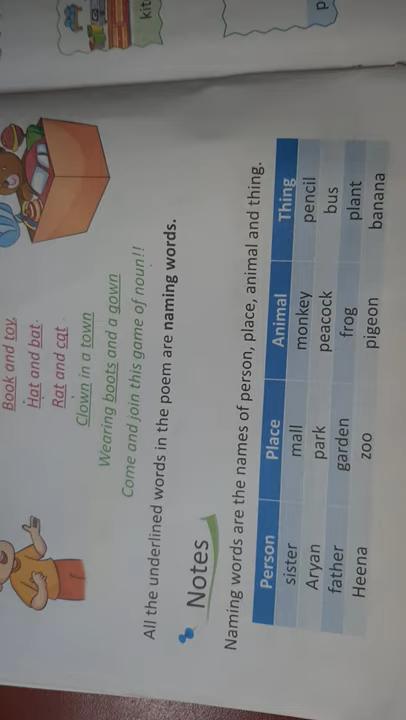 Book and toy,
Hat and bat.
Rat and cat.
Clown in a town
Wearing boots and a gown
Come and join this game of noun!!
All the underlined words in the poem are naming words.
Notes
Naming words are the names of person, place, animal and thing.
Person Place Animal Thing
sister mall monkey pencil
Aryan park peacock bus
father garden frog plant
Heena zoo pigeon banana
kit
p